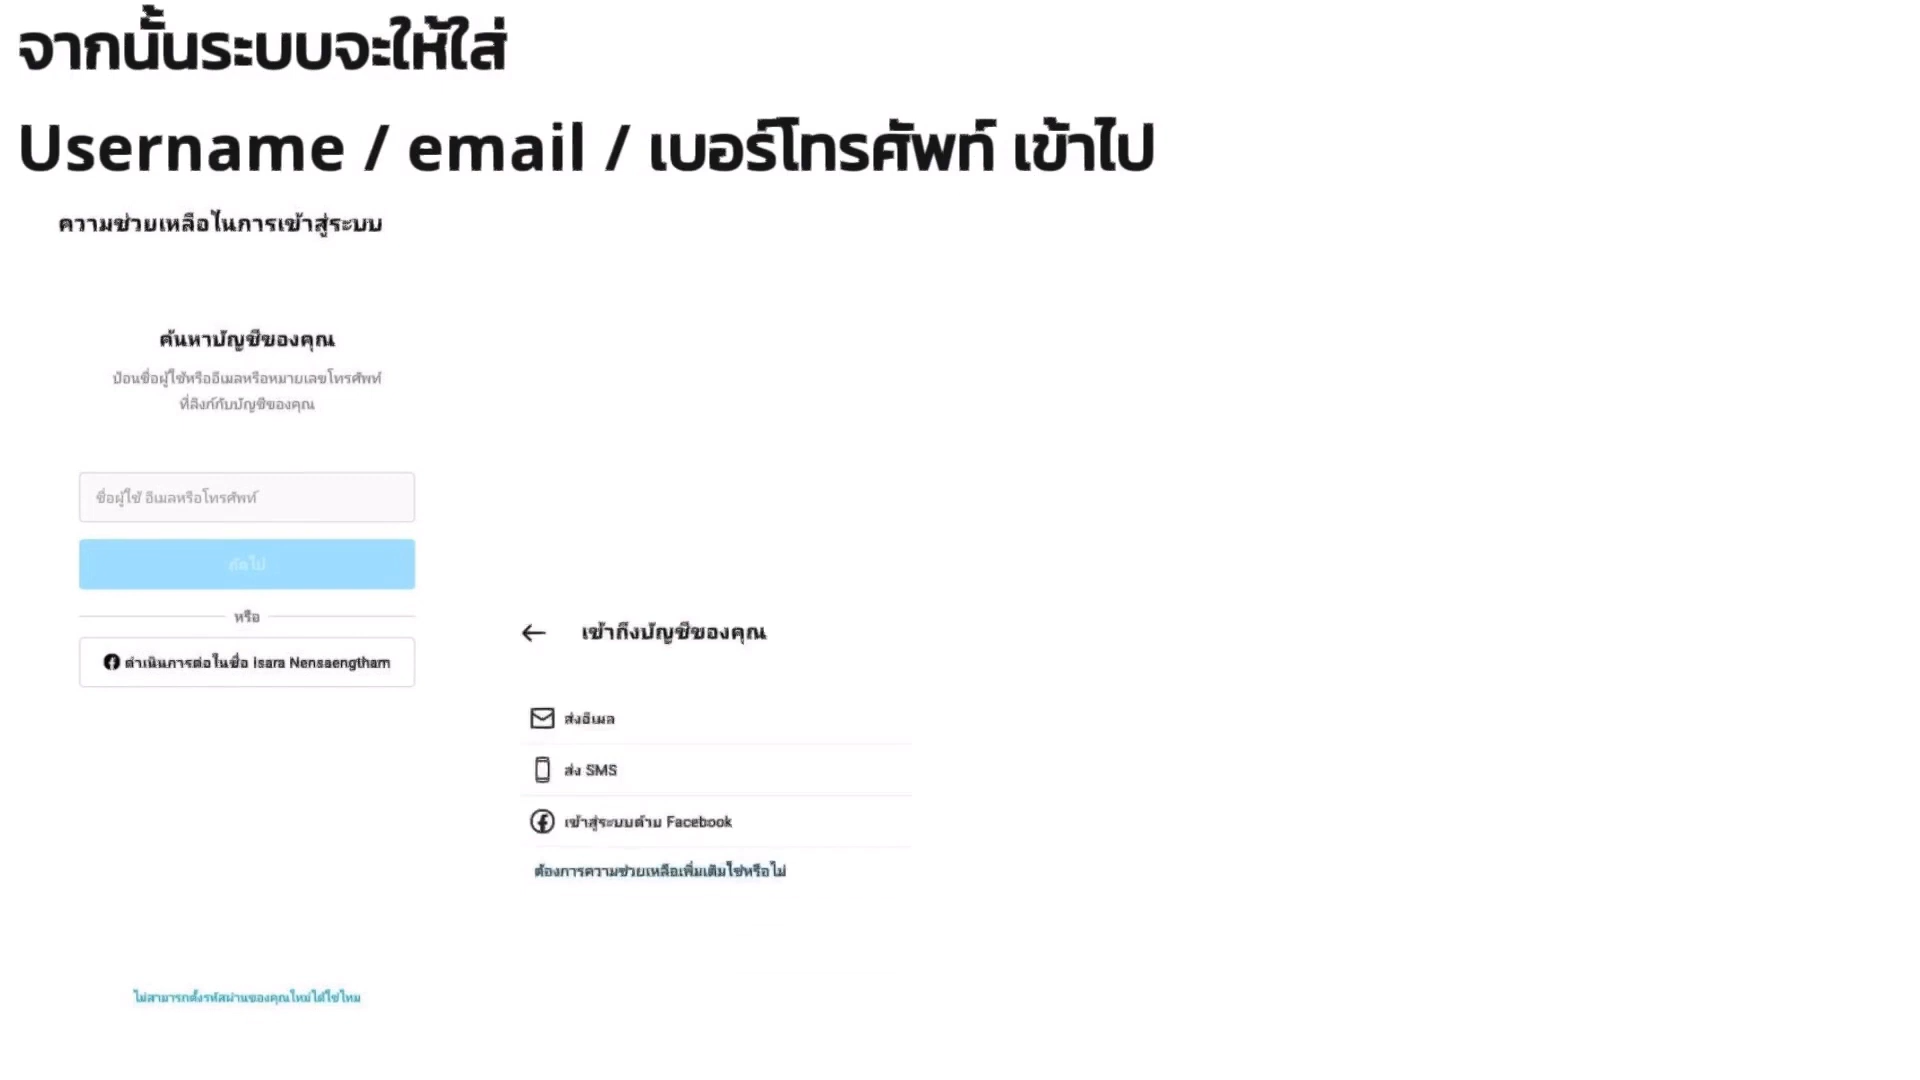 จากนั้นระบบจะให้ใส่
Username / email / เบอร์โทรศัพท์ เข้าไป
ความช่วยเหลือในการเข้าสู่ระบบ
ค้นหาบัญชีของคุณ
ป้อนชื่อผู้ใช้หรืออีเมลหรือหมายเลขโทรศัพท์
ที่ลิงก์กับบัญชีของคุณ
ชื่อผู้ใช้ อีเมลหรือโทรศัพท์
ถัดไป
หรือ
ดำเนินการต่อในชื่อ Isara Nensaengtham
เข้าถึงบัญชีของคุณ
ส่งอีเมล
ส่ง SMS
เข้าสู่ระบบด้วย Facebook
ต้องการความช่วยเหลือเพิ่มเติมใช่หรือไม่
ไม่สามารถตั้งรหัสผ่านของคุณใหม่ได้ใช่ไหม